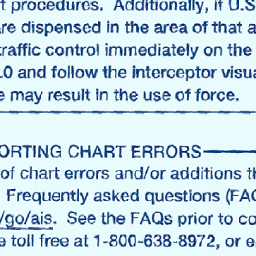 t procedures. Additionally, if U.S
are dispensed in the area of that a
traffic control immediately on the
.0 and follow the interceptor visua
e may result in the use of force.
ORTING CHART ERRORS
of chart errors and/or additions th
Frequently asked questions (FAQ
/go/ais. See the FAQs prior to co
e toll free at 1-800-638-8972, or e